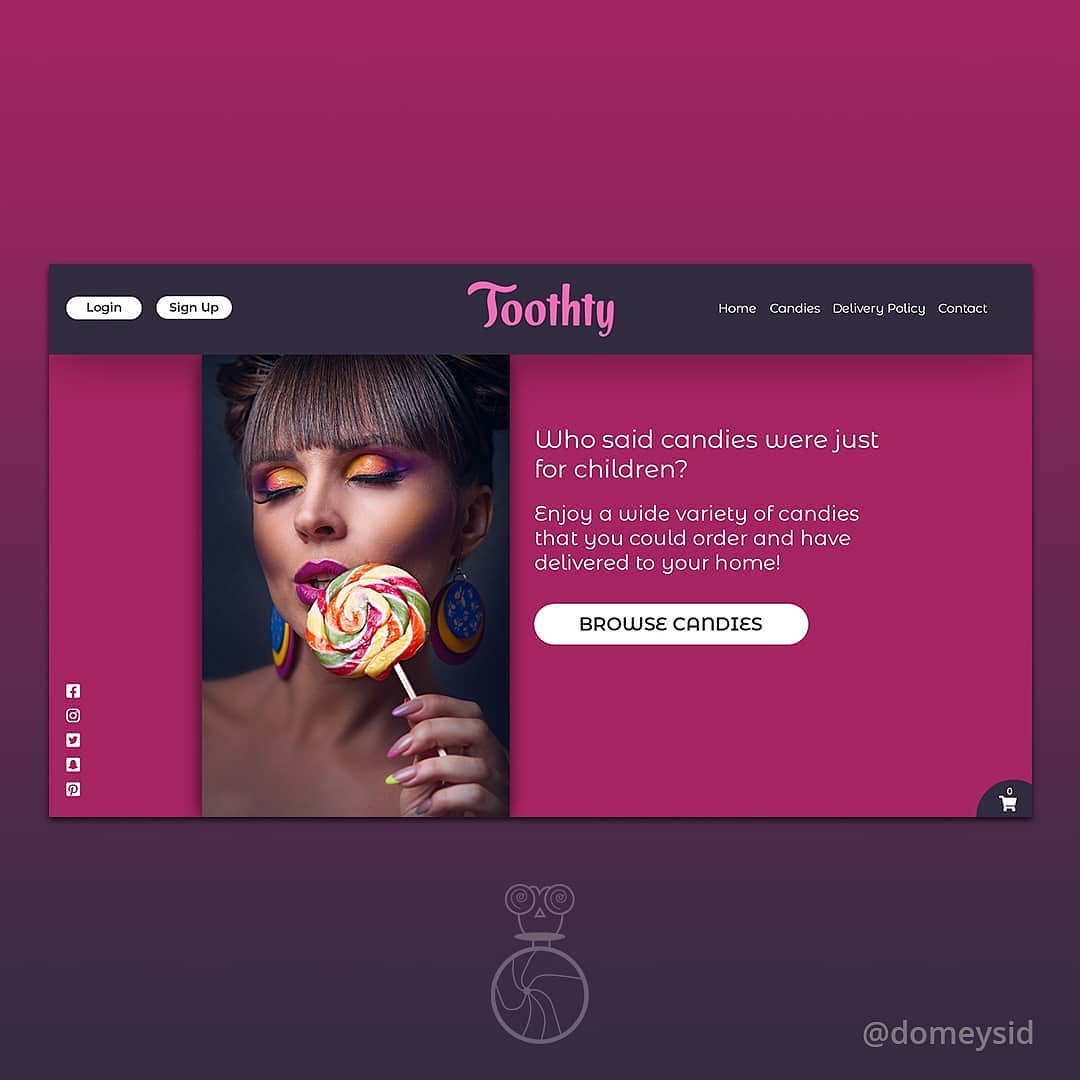 Login
Sign Up
Toothty
Home
Candies
Delivery Policy
Contact
Who said candies were just
for children?
Enjoy a wide variety of candies
that you could order and have
delivered to your home!
BROWSE CANDIES
0
@domeysid